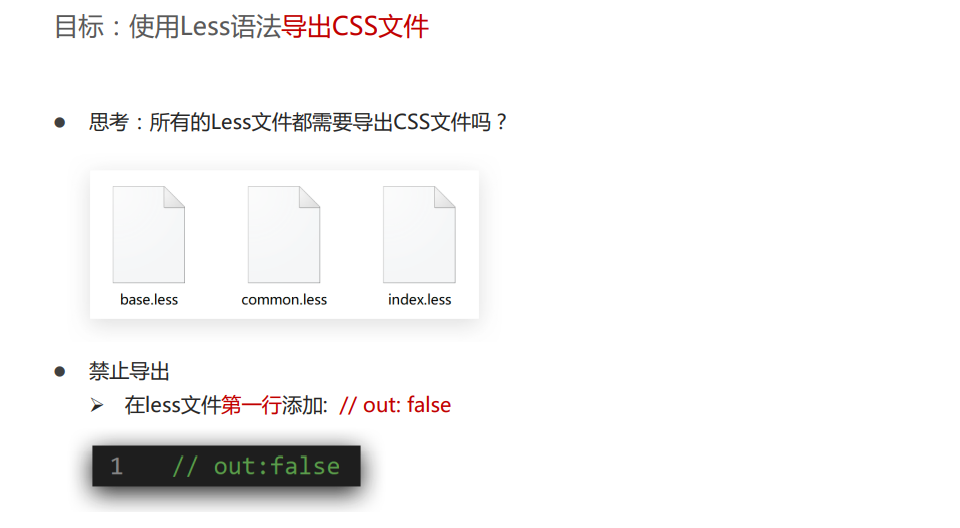 目标：使用Less语法导出CSS文件
● 思考：所有的Less文件都需要导出CSS文件吗？
base.less common.less index.less
● 禁止导出
➢ 在less文件第一行添加: // out: false
1 // out:false